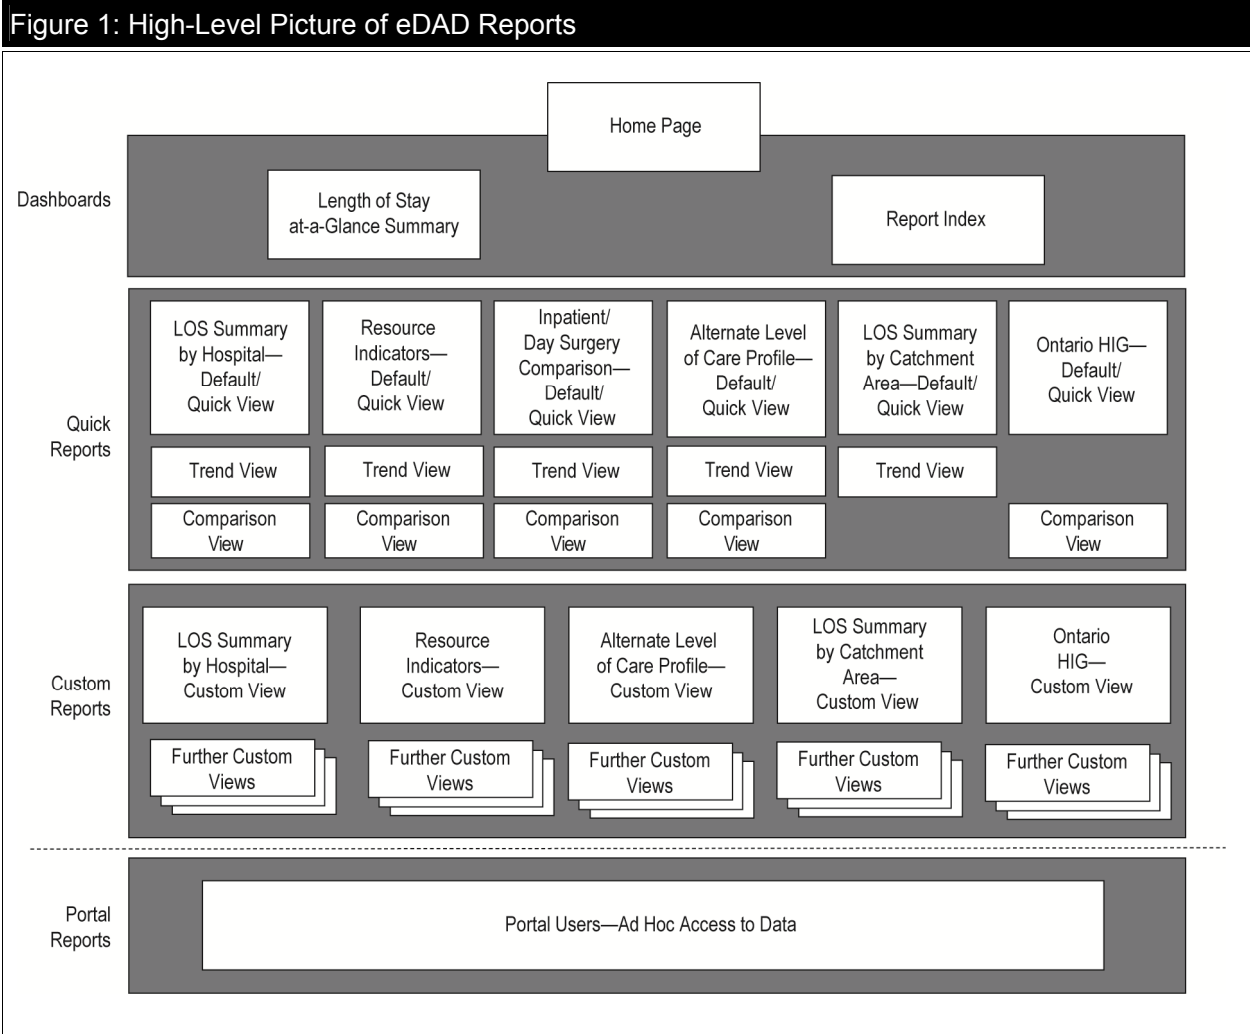 Figure 1: High-Level Picture of eDAD Reports
Home Page
Dashboards
Length of Stay
at-a-Glance Summary
Report Index
Quick
Reports
LOS Summary
by Hospital—
Default/
Quick View
Resource
Indicators—
Default/
Quick View
Inpatient/
Day Surgery
Comparison—
Default/
Quick View
Alternate Level
of Care Profile—
Default/
Quick View
LOS Summary
by Catchment
Area—Default/
Quick View
Ontario HIG—
Default/
Quick View
Trend View
Trend View
Trend View
Trend View
Trend View
Comparison
View
Comparison
View
Comparison
View
Comparison
View
Comparison
View
Custom
Reports
LOS Summary
by Hospital—
Custom View
Resource
Indicators—
Custom View
Alternate Level
of Care Profile—
Custom View
LOS Summary
by Catchment
Area—
Custom View
Ontario
HIG—
Custom View
Further Custom
Views
Further Custom
Views
Further Custom
Views
Further Custom
Views
Further Custom
Views
Portal
Reports
Portal Users—Ad Hoc Access to Data